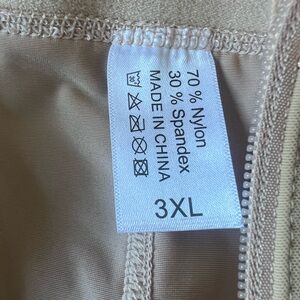 70 % Nylon
30 % Spandex
MADE IN CHINA
3XL